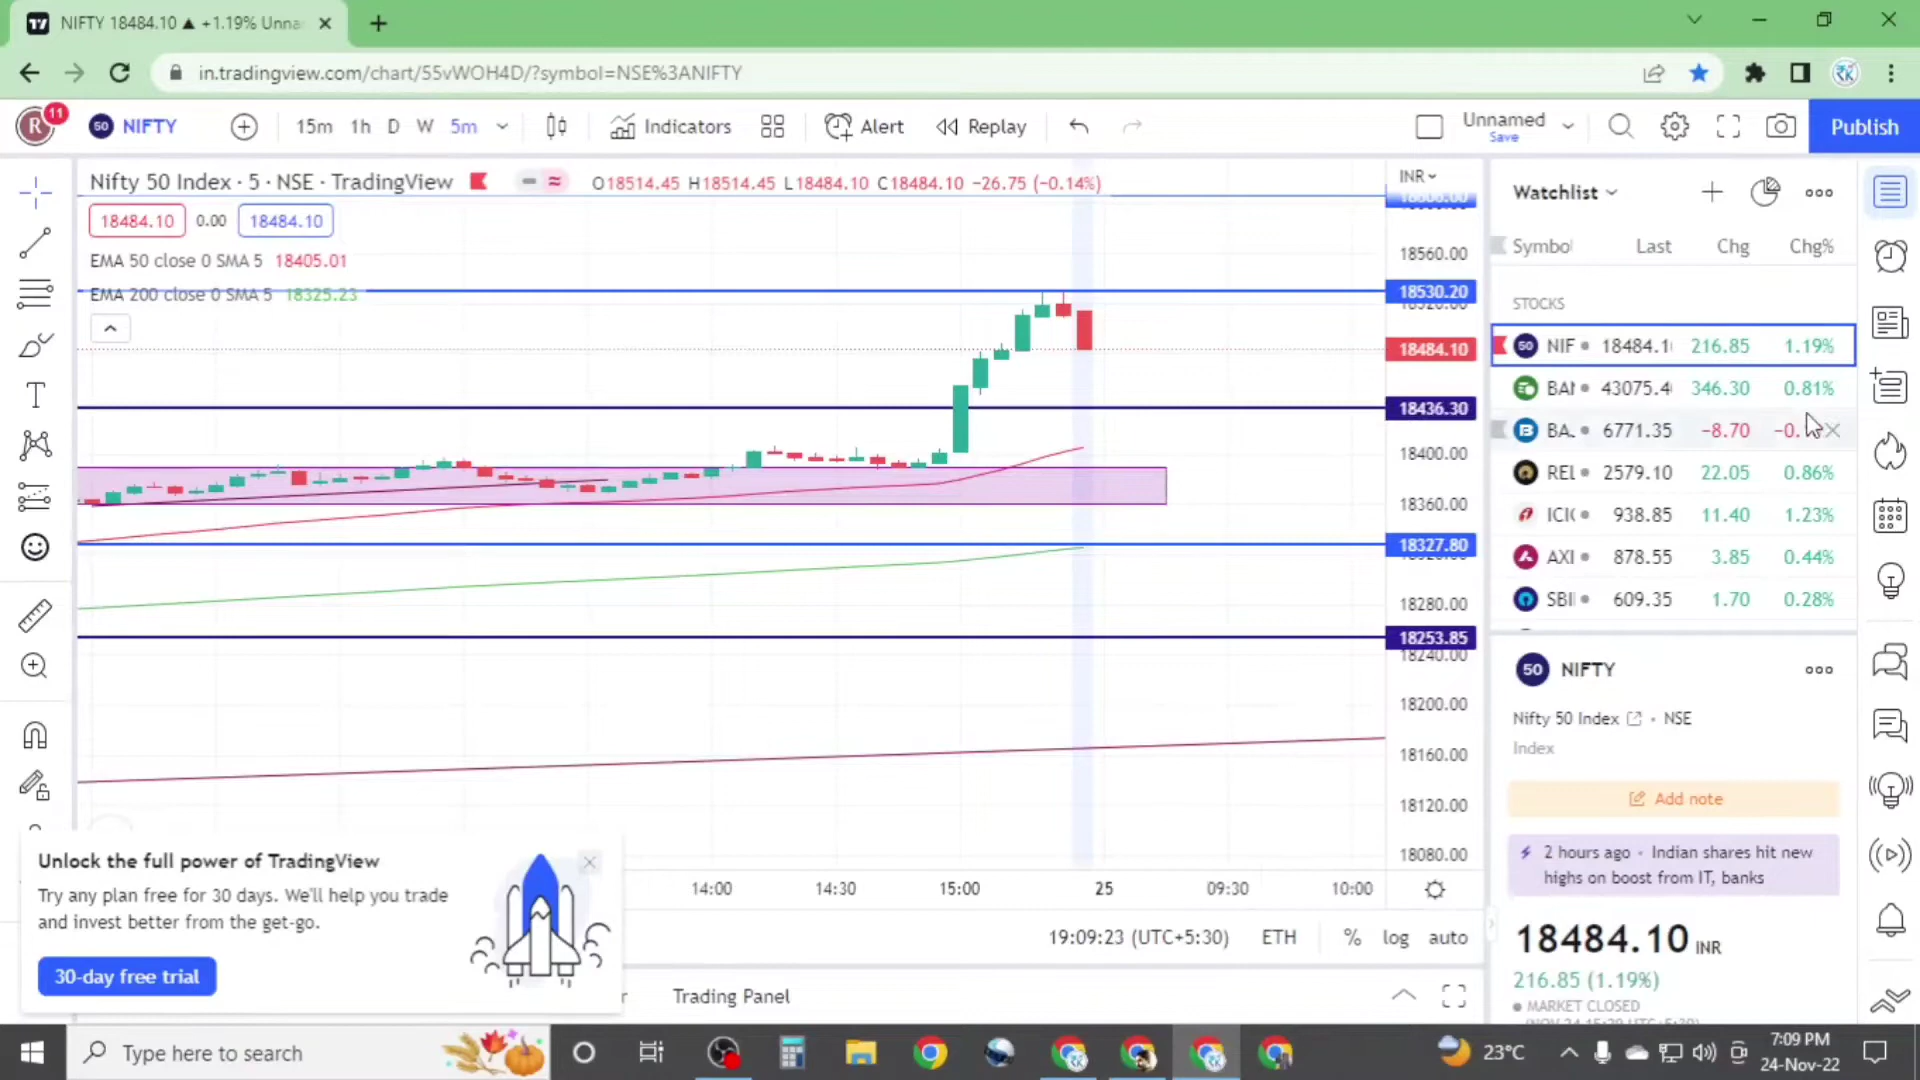 NIFTY 18484.10 ▲ +1.19% Unna
in.tradingview.com/chart/55vWOH4D/?symbol=NSE%3ANIFTY
R 11
50 NIFTY 15m 1h D W 5m Indicators Alert Replay Unnamed Save Publish
Nifty 50 Index · 5 · NSE · TradingView O18514.45 H18514.45 L18484.10 C18484.10 −26.75 (−0.14%)
18484.10 0.00 18484.10
EMA 50 close 0 SMA 5 18405.01
EMA 200 close 0 SMA 5 18325.23
INR
18560.00
18530.20
18484.10
18436.30
18400.00
18360.00
18327.80
18280.00
18253.85
18240.00
18200.00
18160.00
18120.00
18080.00
14:00 14:30 15:00 25 09:30 10:00
19:09:23 (UTC+5:30) ETH % log auto
Trading Panel
Unlock the full power of TradingView
Try any plan free for 30 days. We'll help you trade
and invest better from the get-go.
30-day free trial
Watchlist
Symbol Last Chg Chg%
STOCKS
50 NIF 18484.1 216.85 1.19%
BAN 43075.4 346.30 0.81%
BA. 6771.35 −8.70 −0.
REL 2579.10 22.05 0.86%
ICIC 938.85 11.40 1.23%
AXI 878.55 3.85 0.44%
SBI 609.35 1.70 0.28%
50 NIFTY
Nifty 50 Index · NSE
Index
Add note
2 hours ago · Indian shares hit new
highs on boost from IT, banks
18484.10 INR
216.85 (1.19%)
MARKET CLOSED
Type here to search
23°C
7:09 PM
24-Nov-22